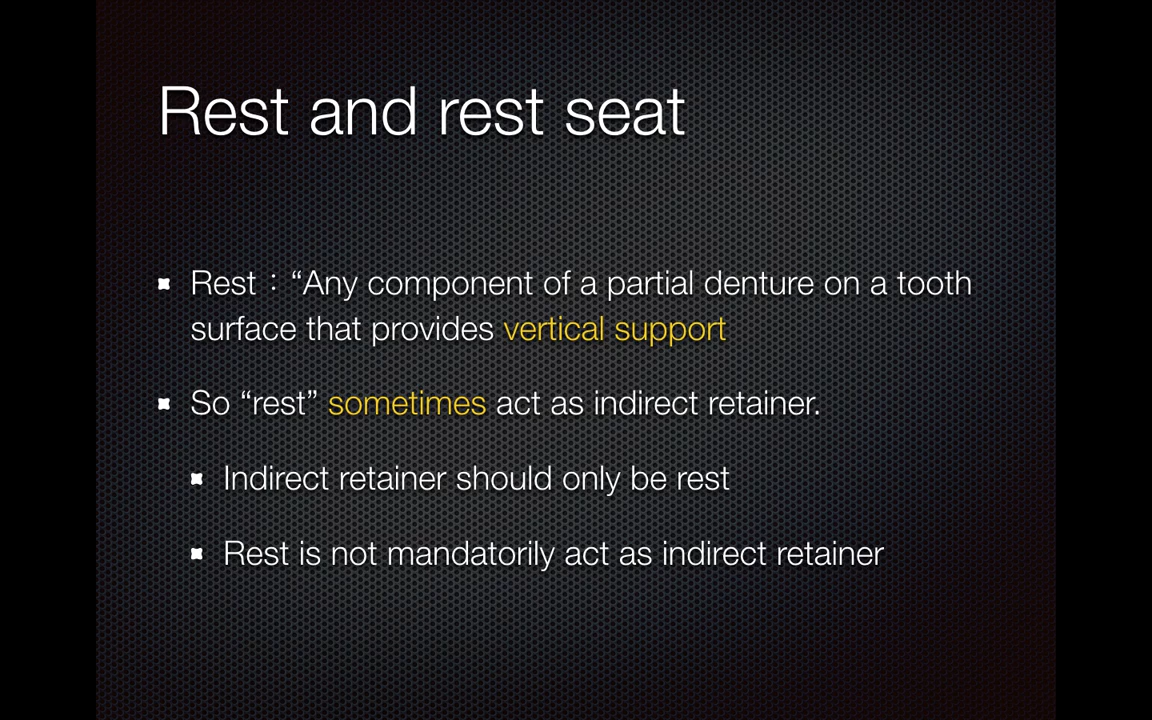 Rest and rest seat
Rest：“Any component of a partial denture on a tooth
surface that provides vertical support
So “rest” sometimes act as indirect retainer.
Indirect retainer should only be rest
Rest is not mandatorily act as indirect retainer